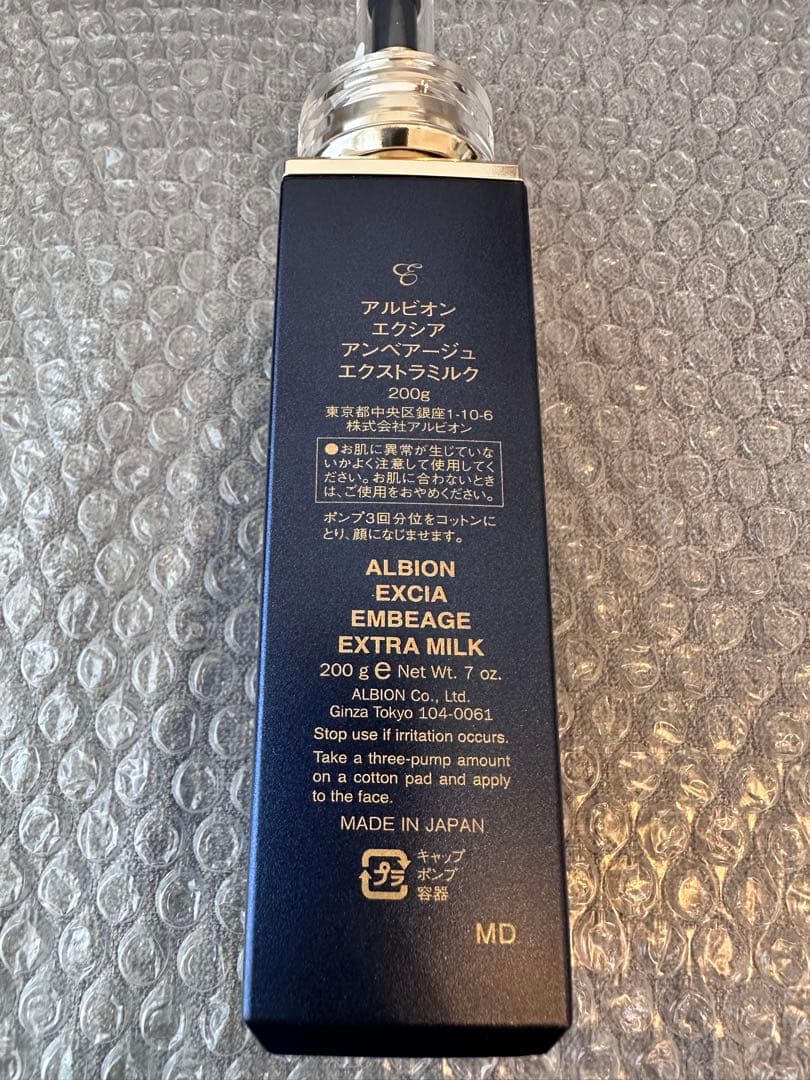 E
アルビオン
エクシア
アンベアージュ
エクストラミルク
200g
東京都中央区銀座1-10-6
株式会社アルビオン
●お肌に異常が生じていな
いかよく注意して使用してく
ださい。お肌に合わないとき
は、ご使用をおやめください。
ポンプ3回分位をコットンに
とり、顔になじませます。
ALBION
EXCIA
EMBEAGE
EXTRA MILK
200 g e Net Wt. 7 oz.
ALBION Co., Ltd.
Ginza Tokyo 104-0061
Stop use if irritation occurs.
Take a three-pump amount
on a cotton pad and apply
to the face.
MADE IN JAPAN
プラ
キャップ
ポンプ
容器
MD